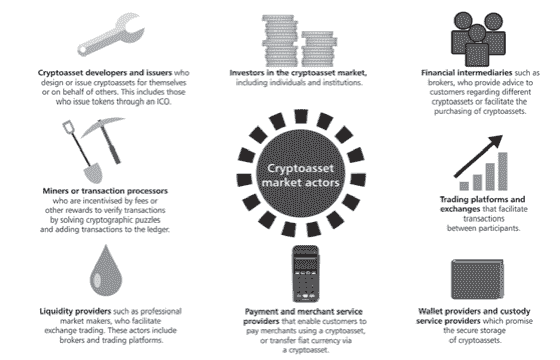 Cryptoasset developers and issuers who
design or issue cryptoassets for themselves
or on behalf of others. This includes those
who issue tokens through an ICO.
Investors in the cryptoasset market,
including individuals and institutions.
Financial intermediaries such as
brokers, who provide advice to
customers regarding different
cryptoassets or facilitate the
purchasing of cryptoassets.
Miners or transaction processors
who are incentivised by fees or
other rewards to verify transactions
by solving cryptographic puzzles
and adding transactions to the ledger.
Cryptoasset
market actors
Trading platforms and
exchanges that facilitate
transactions
between participants.
Liquidity providers such as professional
market makers, who facilitate
exchange trading. These actors include
brokers and trading platforms.
Payment and merchant service
providers that enable customers to
pay merchants using a cryptoasset,
or transfer fiat currency via
a cryptoasset.
Wallet providers and custody
service providers which promise
the secure storage
of cryptoassets.